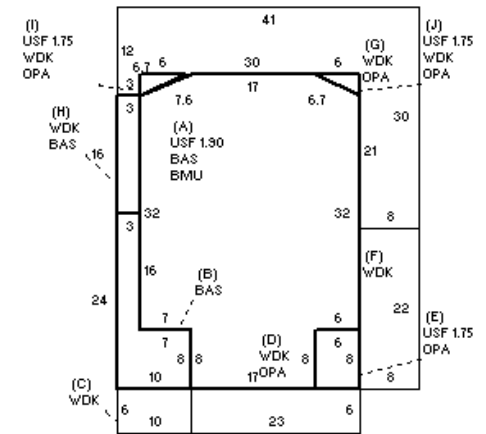 41
(I)
USF 1.75
WDK
OPA
12
6.7
6
30
6
(G)
WDK
OPA
(J)
USF 1.75
WDK
OPA
3
3
7.6
17
6.7
30
(H)
WDK
BAS
16
(A)
USF 1.90
BAS
BMU
21
32
32
8
3
16
(F)
WDK
24
(B)
BAS
22
7
7
6
6
(D)
WDK
OPA
(E)
USF 1.75
OPA
8
8
8
8
10
17
8
(C)
WDK
6
10
23
6